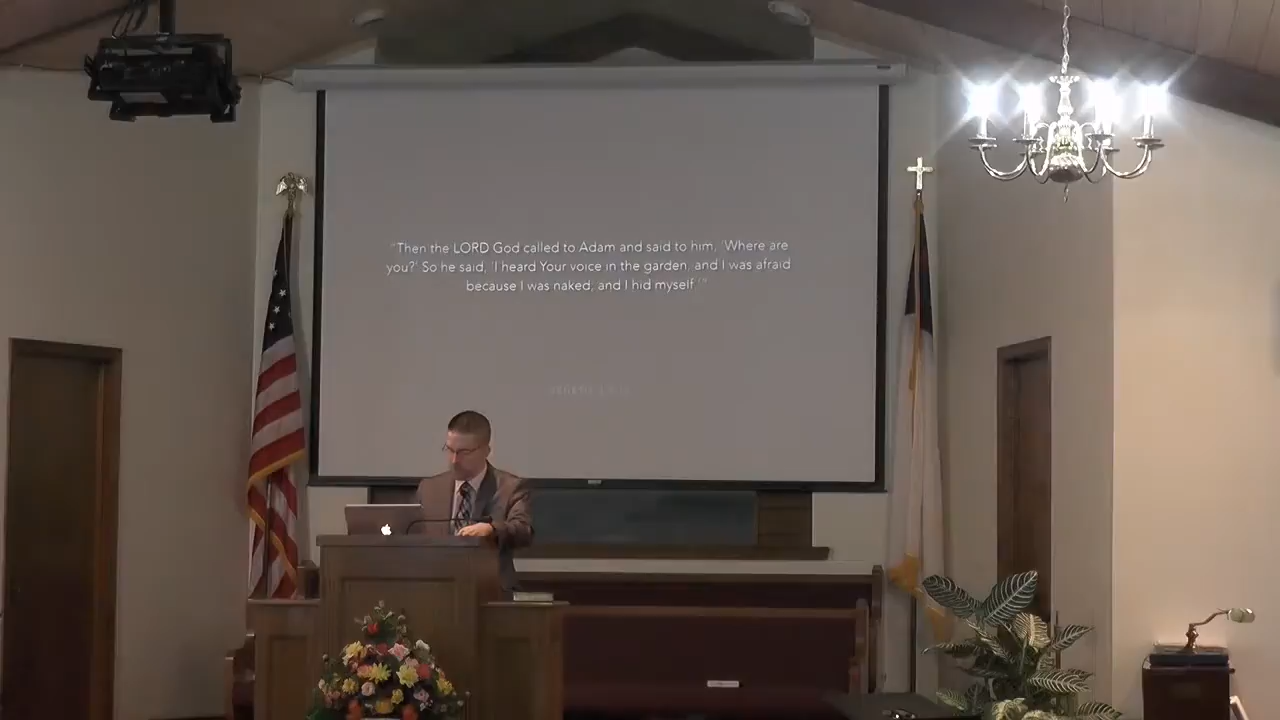 "Then the LORD God called to Adam and said to him, 'Where are
you?' So he said, 'I heard Your voice in the garden, and I was afraid
because I was naked; and I hid myself.'"